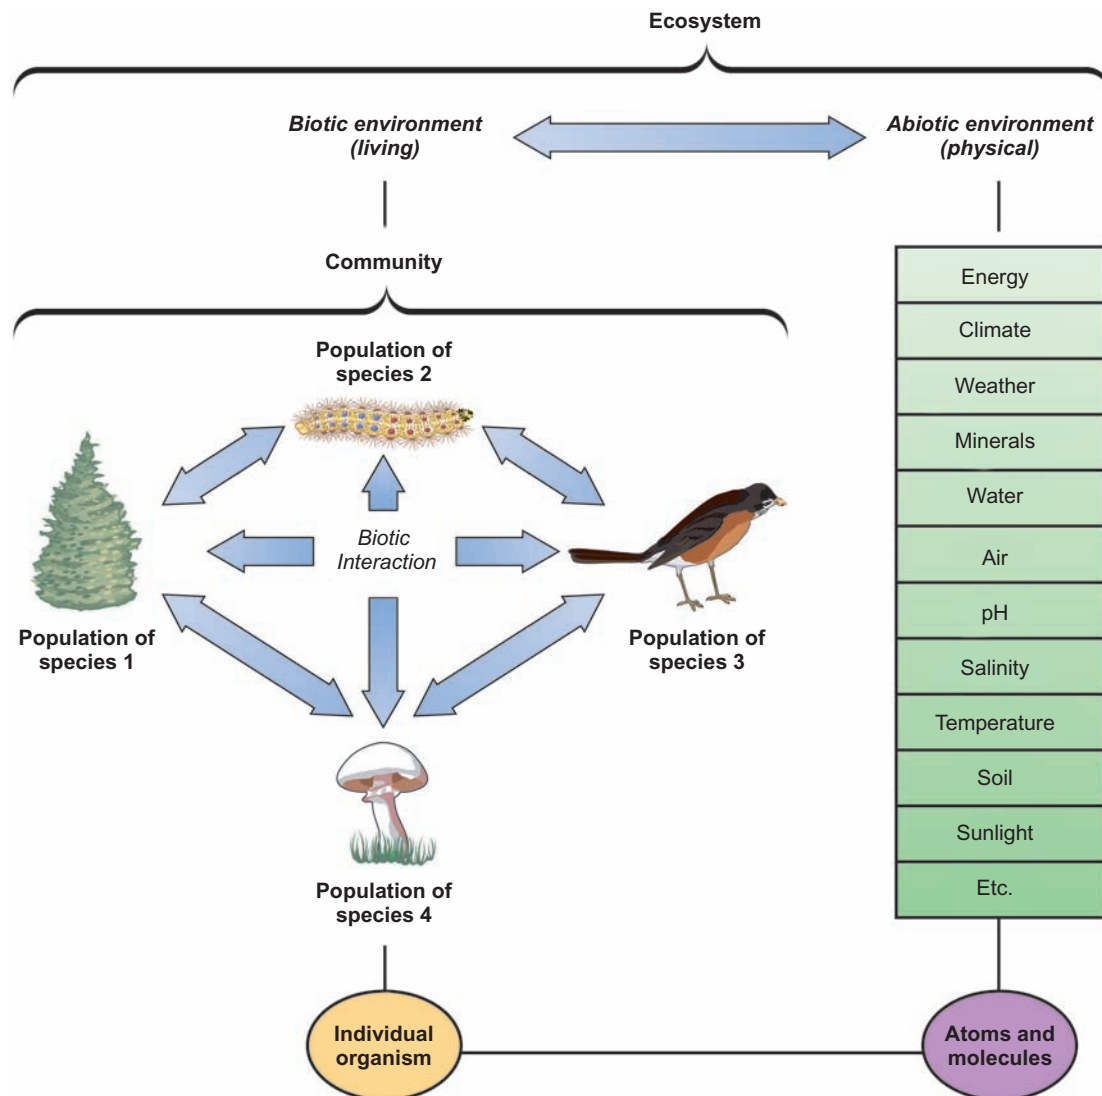 Ecosystem
Biotic environment
(living)
Abiotic environment
(physical)
Community
Population of
species 2
Biotic
Interaction
Population of
species 1
Population of
species 3
Population of
species 4
Individual
organism
Energy
Climate
Weather
Minerals
Water
Air
pH
Salinity
Temperature
Soil
Sunlight
Etc.
Atoms and
molecules